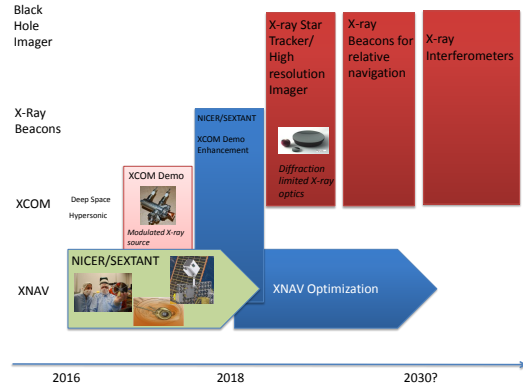 Black
Hole
Imager
X-ray Star
Tracker/
High
resolution
Imager
X-ray
Beacons for
relative
navigation
X-ray
Interferometers
X-Ray
Beacons
NICER/SEXTANT
XCOM Demo
Enhancement
Diffraction
limited X-ray
optics
XCOM
Deep Space
Hypersonic
XCOM Demo
Modulated X-ray
source
XNAV
NICER/SEXTANT
XNAV Optimization
2016
2018
2030?